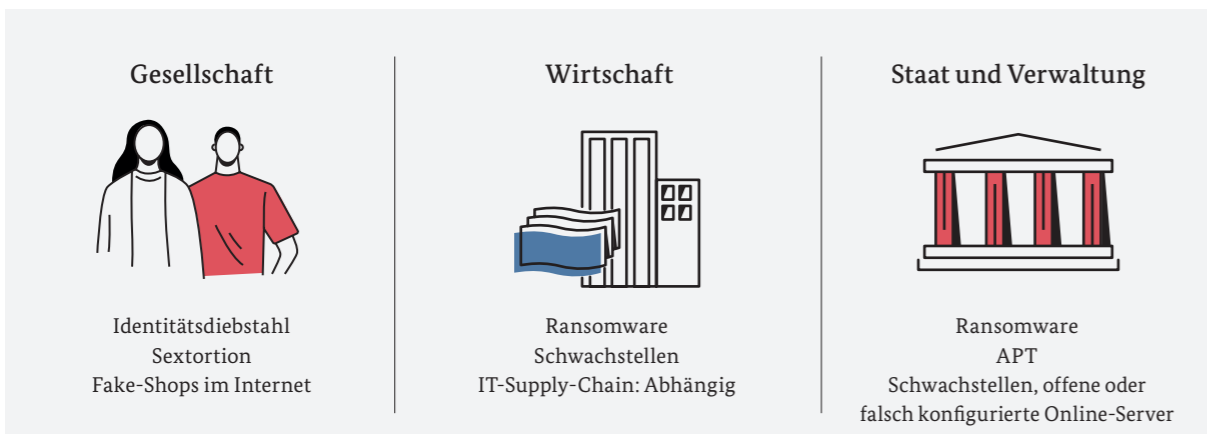 Gesellschaft
Identitätsdiebstahl
Sextortion
Fake-Shops im Internet
Wirtschaft
Ransomware
Schwachstellen
IT-Supply-Chain: Abhängig
Staat und Verwaltung
Ransomware
APT
Schwachstellen, offene oder
falsch konfigurierte Online-Server